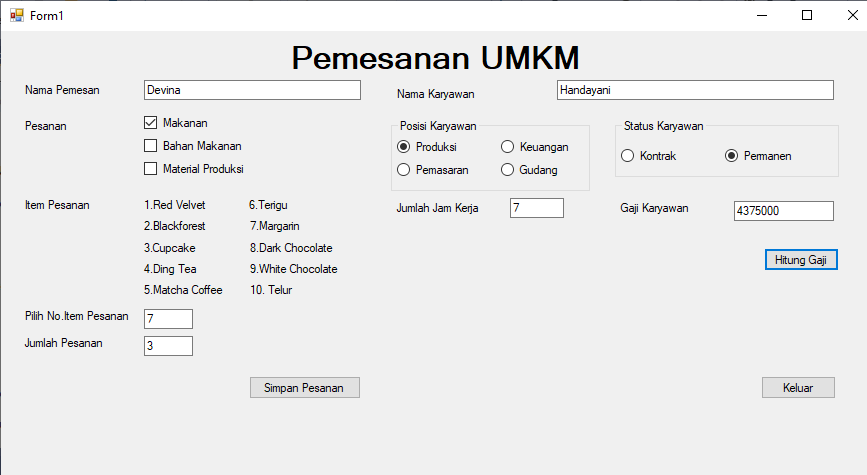 Form1
Pemesanan UMKM
Nama Pemesan Devina
Nama Karyawan Handayani
Pesanan
Makanan
Bahan Makanan
Material Produksi
Posisi Karyawan
Produksi Keuangan
Pemasaran Gudang
Status Karyawan
Kontrak Permanen
Item Pesanan
1.Red Velvet 6.Terigu
2.Blackforest 7.Margarin
3.Cupcake 8.Dark Chocolate
4.Ding Tea 9.White Chocolate
5.Matcha Coffee 10. Telur
Jumlah Jam Kerja 7
Gaji Karyawan 4375000
Hitung Gaji
Pilih No.Item Pesanan 7
Jumlah Pesanan 3
Simpan Pesanan
Keluar